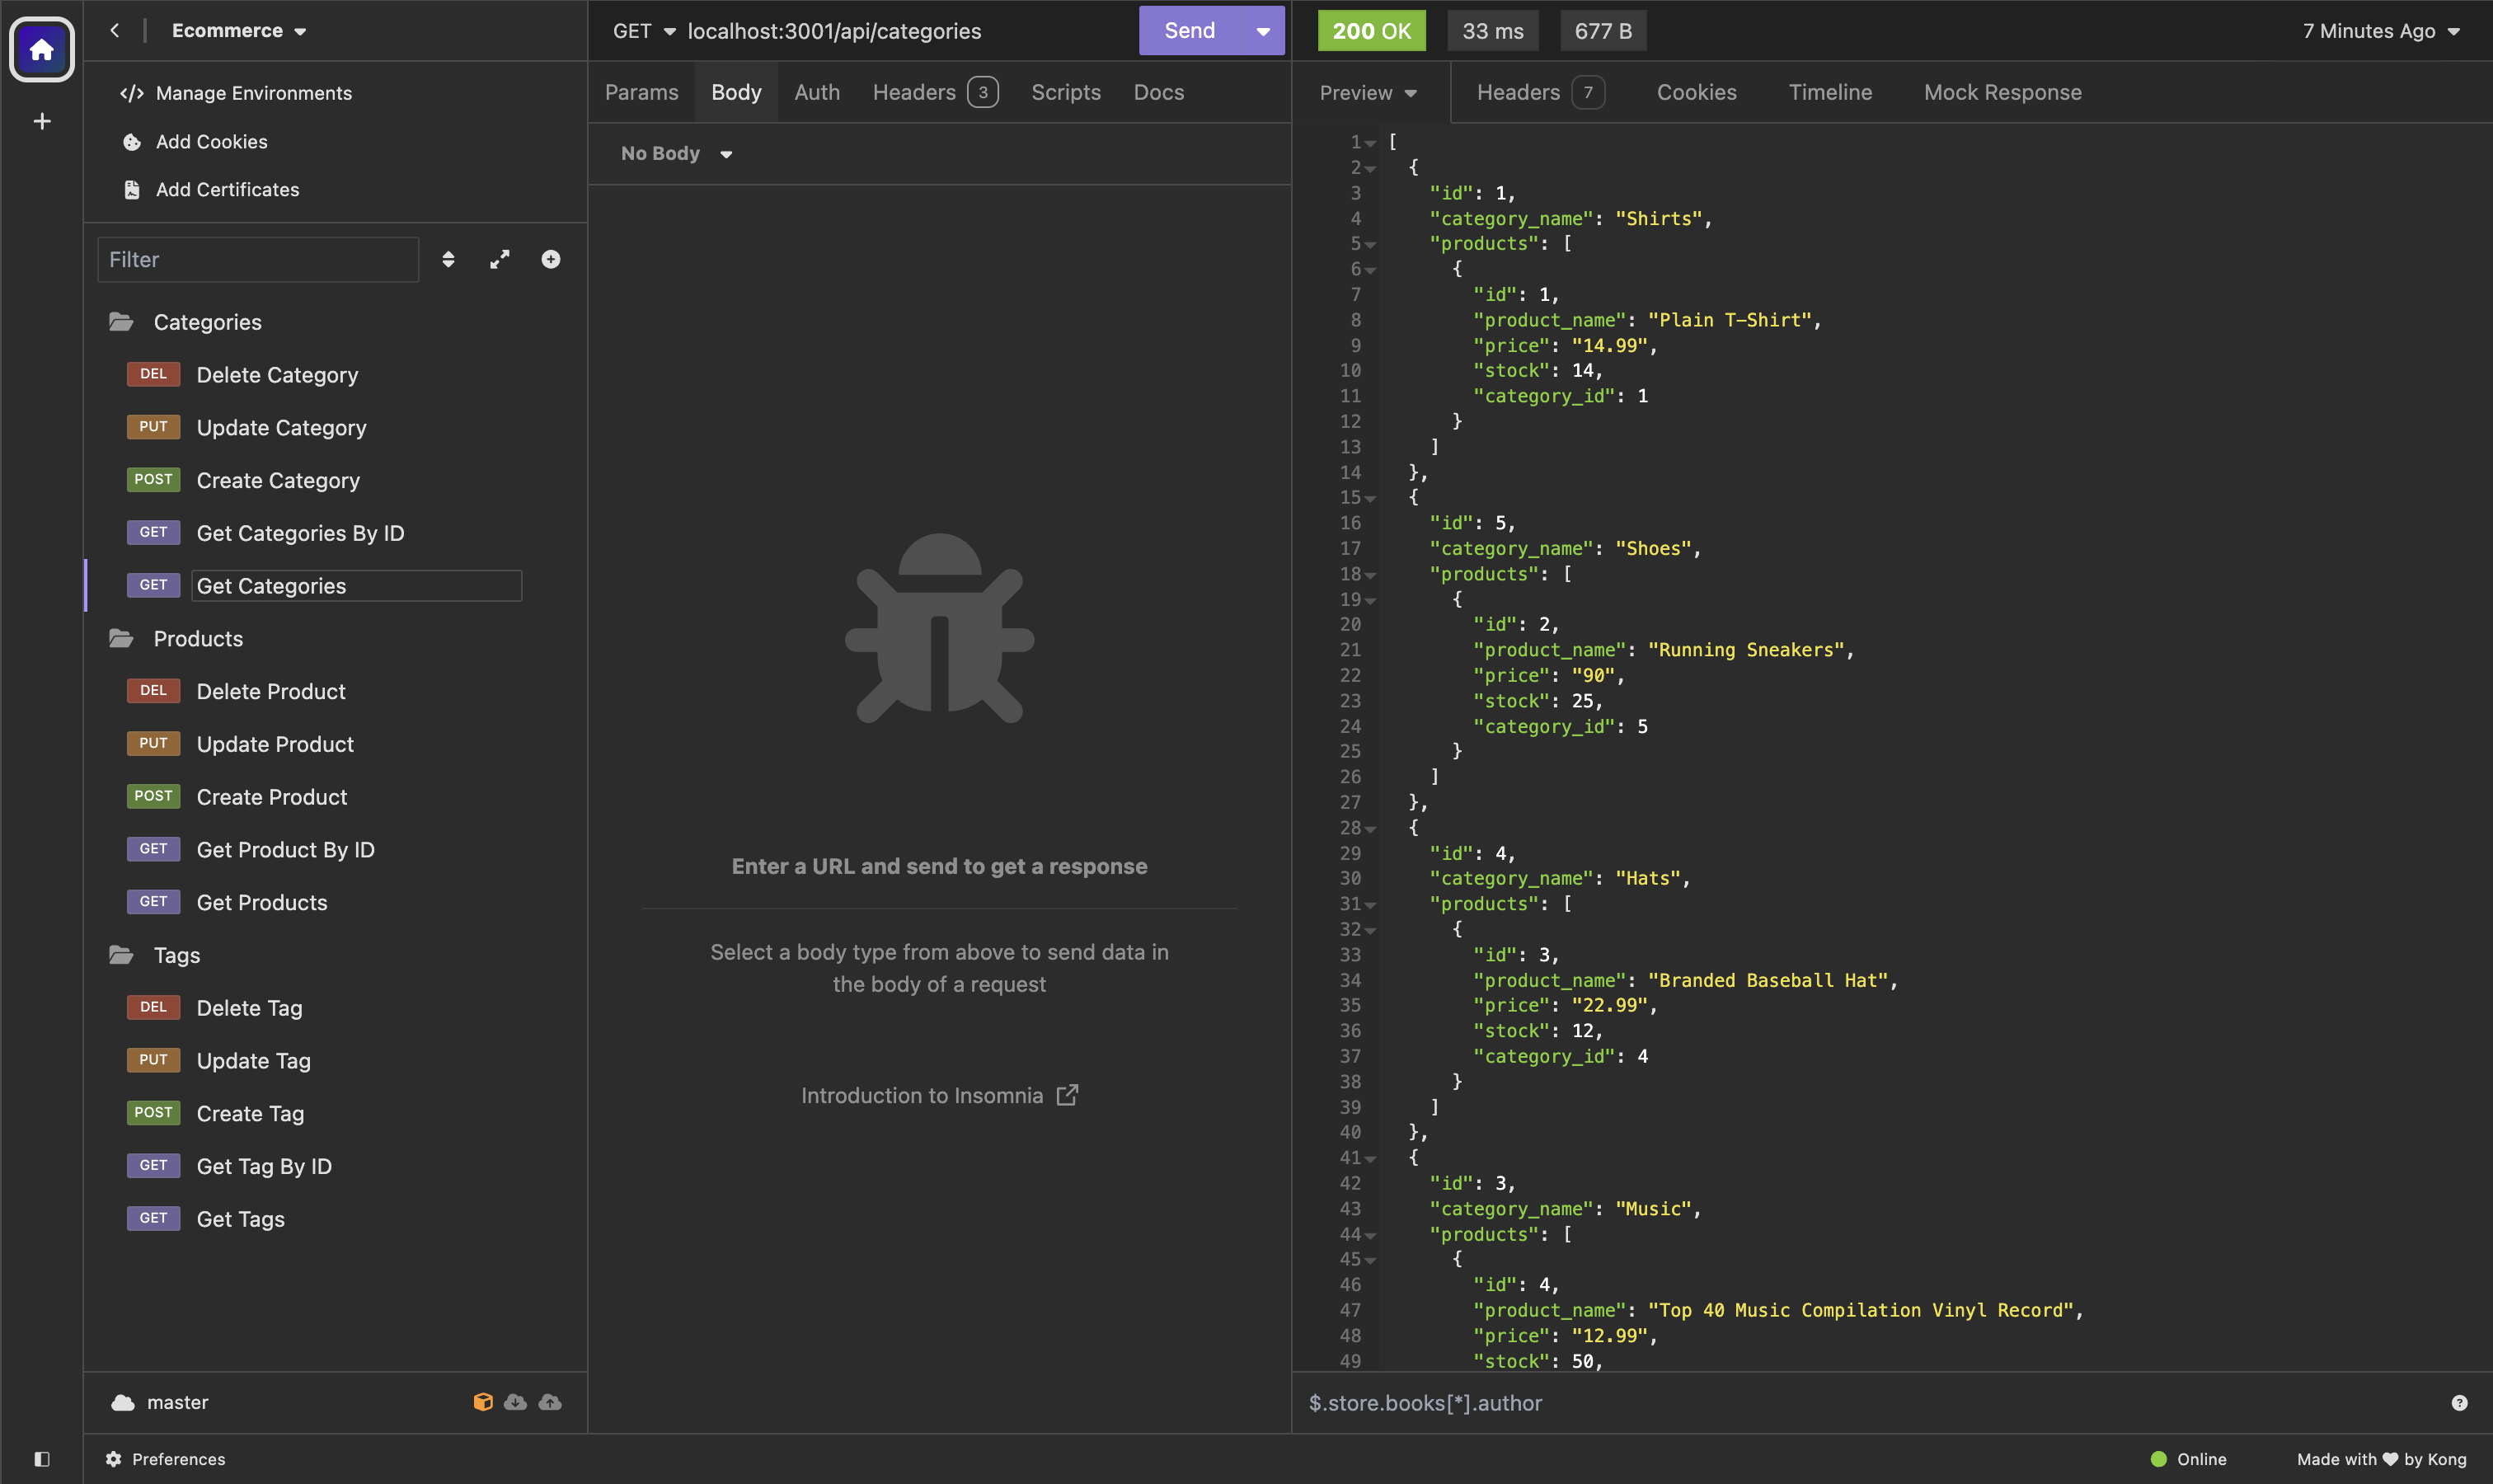 Ecommerce
Manage Environments
Add Cookies
Add Certificates
Filter
Categories
DEL Delete Category
PUT Update Category
POST Create Category
GET Get Categories By ID
GET Get Categories
Products
DEL Delete Product
PUT Update Product
POST Create Product
GET Get Product By ID
GET Get Products
Tags
DEL Delete Tag
PUT Update Tag
POST Create Tag
GET Get Tag By ID
GET Get Tags
master
Preferences
GET localhost:3001/api/categories Send
Params Body Auth Headers 3 Scripts Docs
No Body
Enter a URL and send to get a response
Select a body type from above to send data in
the body of a request
Introduction to Insomnia
200 OK 33 ms 677 B 7 Minutes Ago
Preview Headers 7 Cookies Timeline Mock Response
1 [
2 {
3 "id": 1,
4 "category_name": "Shirts",
5 "products": [
6 {
7 "id": 1,
8 "product_name": "Plain T-Shirt",
9 "price": "14.99",
10 "stock": 14,
11 "category_id": 1
12 }
13 ]
14 },
15 {
16 "id": 5,
17 "category_name": "Shoes",
18 "products": [
19 {
20 "id": 2,
21 "product_name": "Running Sneakers",
22 "price": "90",
23 "stock": 25,
24 "category_id": 5
25 }
26 ]
27 },
28 {
29 "id": 4,
30 "category_name": "Hats",
31 "products": [
32 {
33 "id": 3,
34 "product_name": "Branded Baseball Hat",
35 "price": "22.99",
36 "stock": 12,
37 "category_id": 4
38 }
39 ]
40 },
41 {
42 "id": 3,
43 "category_name": "Music",
44 "products": [
45 {
46 "id": 4,
47 "product_name": "Top 40 Music Compilation Vinyl Record",
48 "price": "12.99",
49 "stock": 50,
$.store.books[*].author
Online Made with ♥ by Kong